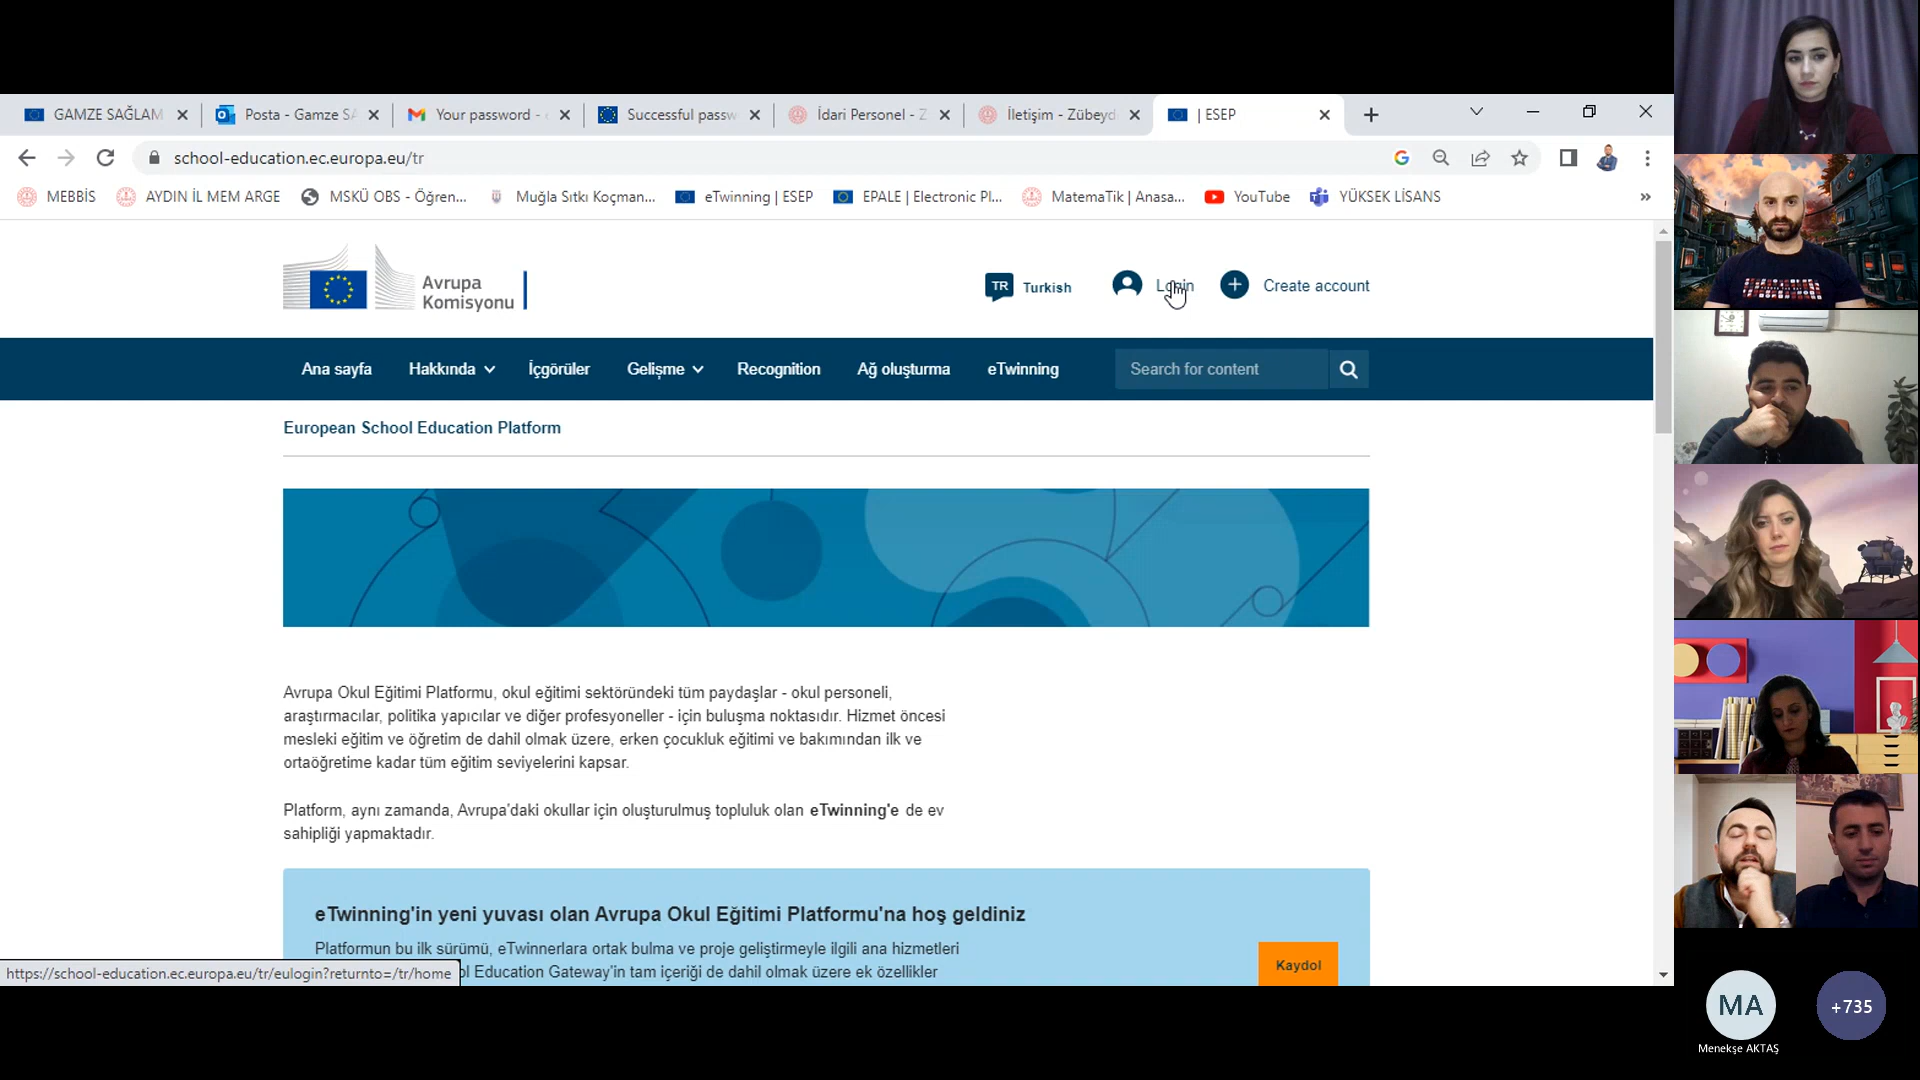 GAMZE SAĞLAM
Posta - Gamze SA
Your password -
Successful passw
İdari Personel - Z
İletişim - Zübeyd
| ESEP
school-education.ec.europa.eu/tr
MEBBİS
AYDIN İL MEM ARGE
MSKÜ OBS - Öğren...
Muğla Sıtkı Koçman...
eTwinning | ESEP
EPALE | Electronic Pl...
MatemaTik | Anasa...
YouTube
YÜKSEK LİSANS
»
Avrupa
Komisyonu
TR Turkish
Login
Create account
Ana sayfa
Hakkında
İçgörüler
Gelişme
Recognition
Ağ oluşturma
eTwinning
Search for content
European School Education Platform
Avrupa Okul Eğitimi Platformu, okul eğitimi sektöründeki tüm paydaşlar - okul personeli,
araştırmacılar, politika yapıcılar ve diğer profesyoneller - için buluşma noktasıdır. Hizmet öncesi
mesleki eğitim ve öğretim de dahil olmak üzere, erken çocukluk eğitimi ve bakımından ilk ve
ortaöğretime kadar tüm eğitim seviyelerini kapsar.
Platform, aynı zamanda, Avrupa'daki okullar için oluşturulmuş topluluk olan eTwinning'e de ev
sahipliği yapmaktadır.
eTwinning'in yeni yuvası olan Avrupa Okul Eğitimi Platformu'na hoş geldiniz
Platformun bu ilk sürümü, eTwinnerlara ortak bulma ve proje geliştirmeyle ilgili ana hizmetleri
ol Education Gateway'in tam içeriği de dahil olmak üzere ek özellikler
Kaydol
https://school-education.ec.europa.eu/tr/eulogin?returnto=/tr/home
MA
Menekşe AKTAŞ
+735